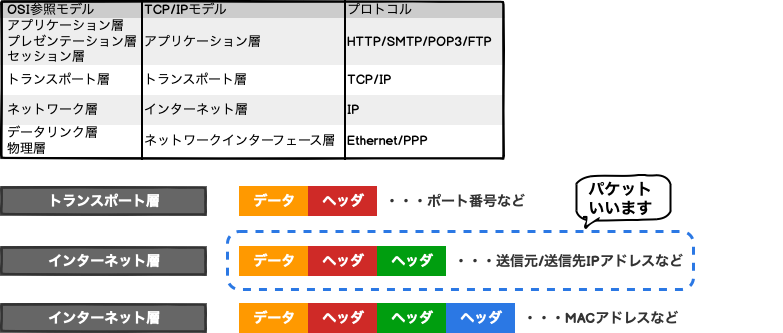 OSI参照モデル TCP/IPモデル プロトコル
アプリケーション層
プレゼンテーション層 アプリケーション層 HTTP/SMTP/POP3/FTP
セッション層
トランスポート層 トランスポート層 TCP/IP
ネットワーク層 インターネット層 IP
データリンク層
物理層 ネットワークインターフェース層 Ethernet/PPP
パケット
いいます
トランスポート層 データ ヘッダ ・・・ポート番号など
インターネット層 データ ヘッダ ヘッダ ・・・送信元/送信先IPアドレスなど
インターネット層 データ ヘッダ ヘッダ ヘッダ ・・・MACアドレスなど